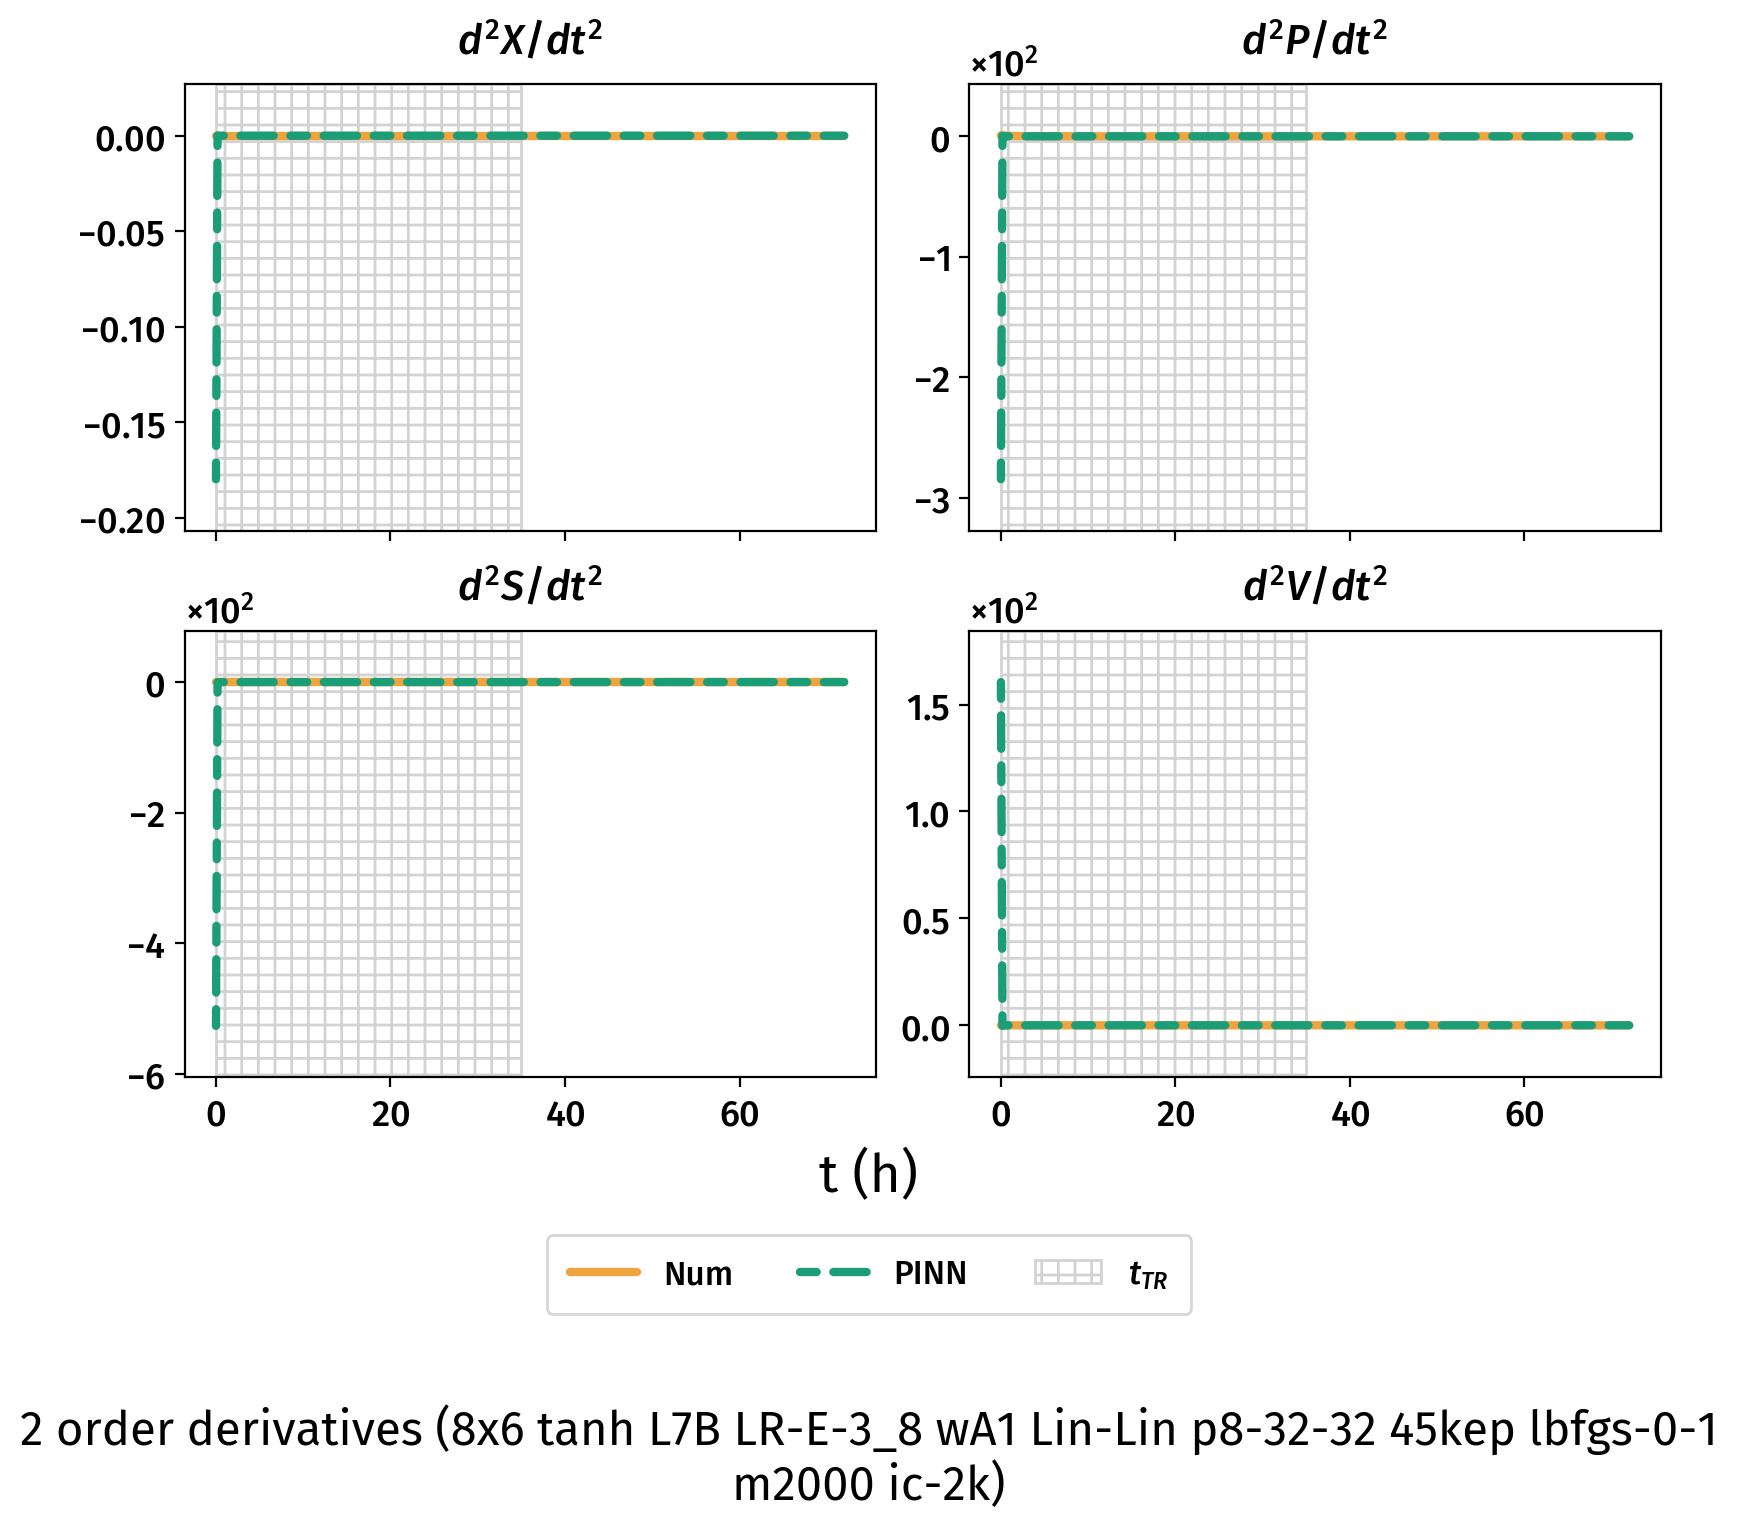 d²X/dt²
d²P/dt²
×10²
0.00
−0.05
−0.10
−0.15
−0.20
0
−1
−2
−3
d²S/dt²
d²V/dt²
×10²
×10²
0
−2
−4
−6
1.5
1.0
0.5
0.0
0 20 40 60
0 20 40 60
t (h)
Num PINN t_TR
2 order derivatives (8x6 tanh L7B LR-E-3_8 wA1 Lin-Lin p8-32-32 45kep lbfgs-0-1
m2000 ic-2k)